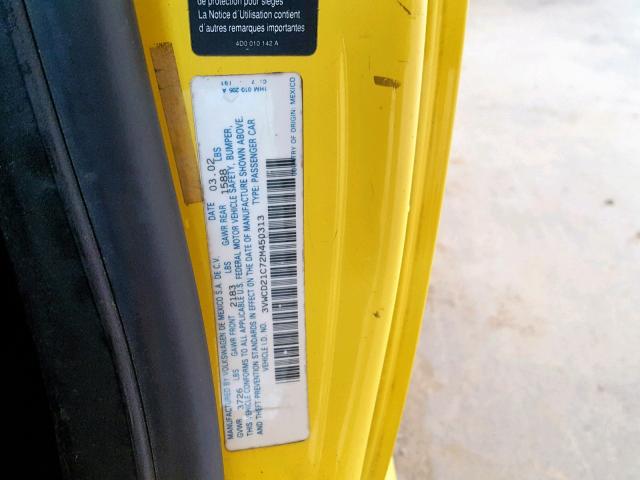 de protection pour sièges
La Notice d'Utilisation contient
d'autres remarques importantes
4D0 010 142 A
MANUFACTURED BY VOLKSWAGEN DE MEXICO S.A. DE C.V. DATE 03.02
GVWR 3726 LBS GAWR FRONT 2183 LBS GAWR REAR 1588 LBS
THIS VEHICLE CONFORMS TO ALL APPLICABLE U.S. FEDERAL MOTOR VEHICLE SAFETY, BUMPER,
AND THEFT PREVENTION STANDARDS IN EFFECT ON THE DATE OF MANUFACTURE SHOWN ABOVE.
VEHICLE I.D. NO. 3VWCD21C72M450313 TYPE: PASSENGER CAR
OF ORIGIN: MEXICO
1HM 010 205 A